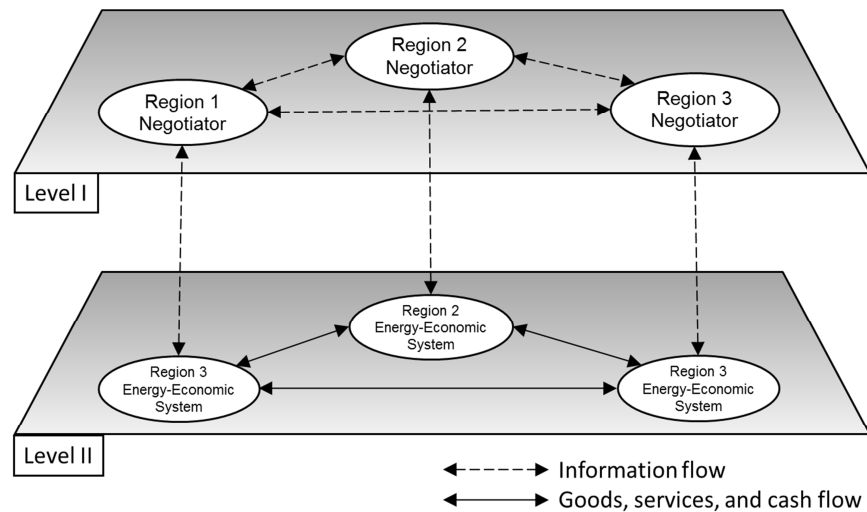 Region 2
Negotiator
Region 1
Negotiator
Region 3
Negotiator
Level I
Region 2
Energy-Economic
System
Region 3
Energy-Economic
System
Region 3
Energy-Economic
System
Level II
Information flow
Goods, services, and cash flow